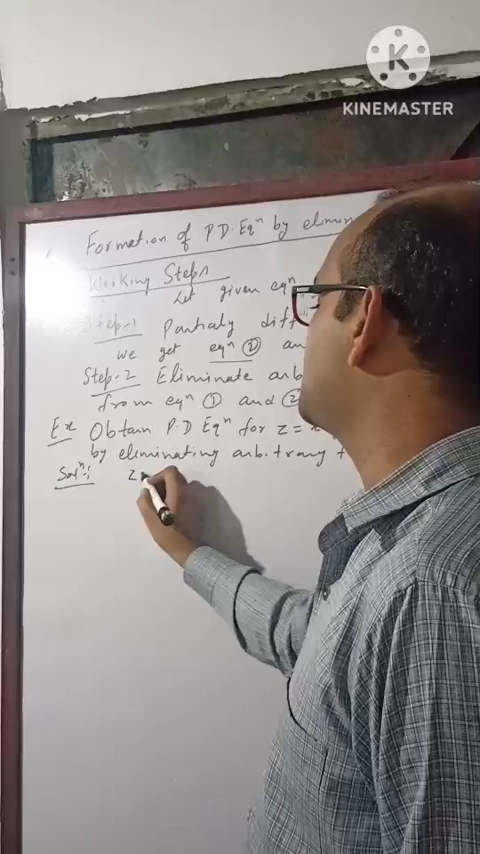 K
KINEMASTER
Formation of P.D. Eqn by elimin
Working Steps
Let given eqn
Step-1 Partialy diff
we get eqn ② an
Step-2 Eliminate arb
from eqn ① and ②
Ex Obtain P.D Eqn for z =
by eliminating arbitrary
Soln: z